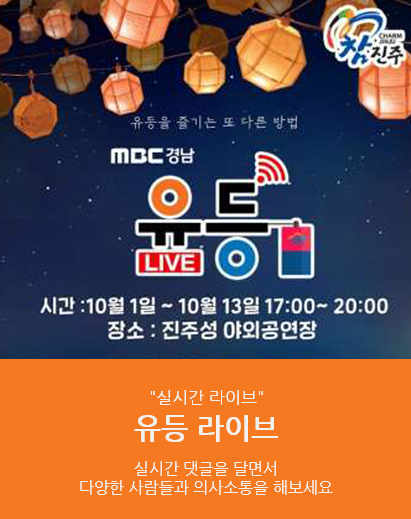 CHARM
참진주
유등을 즐기는 또 다른 방법
MBC경남
유등
LIVE
시간 :10월 1일 ~ 10월 13일 17:00~ 20:00
장소 : 진주성 야외공연장
"실시간 라이브"
유등 라이브
실시간 댓글을 달면서
다양한 사람들과 의사소통을 해보세요